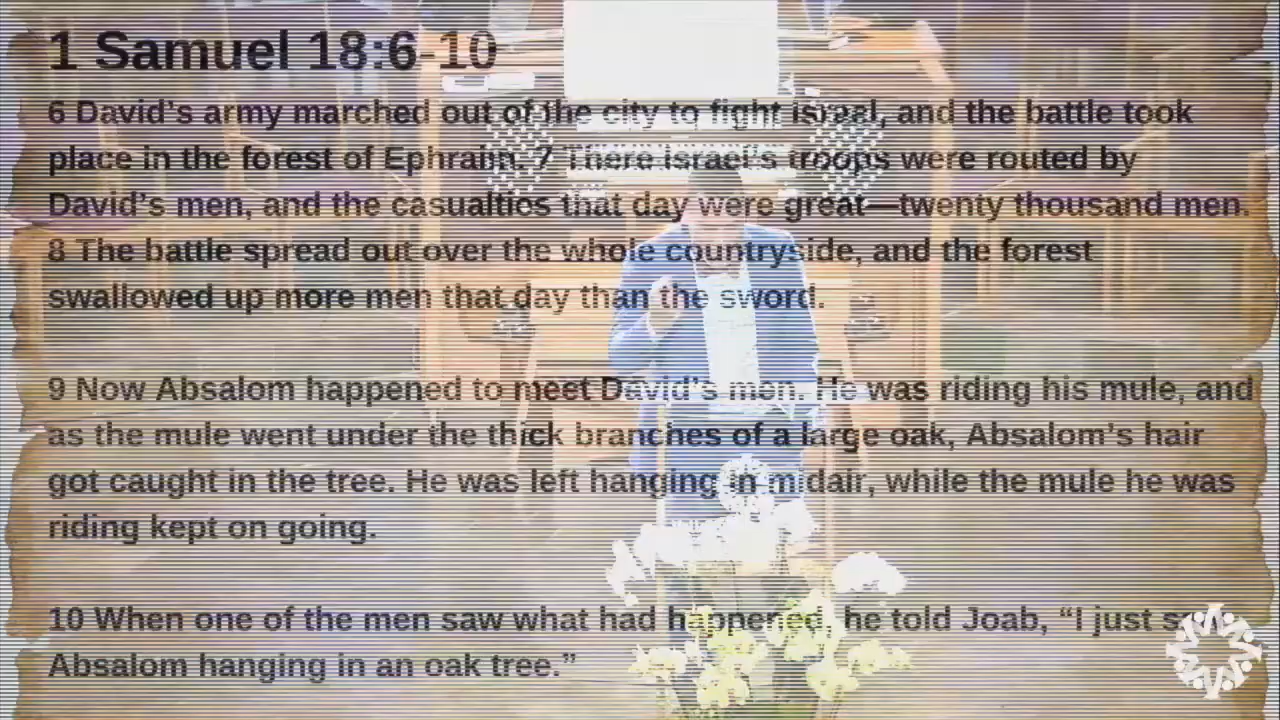 1 Samuel 18:6-10
6 David’s army marched out of the city to fight Israel, and the battle took
place in the forest of Ephraim. 7 There Israel’s troops were routed by
David’s men, and the casualties that day were great—twenty thousand men.
8 The battle spread out over the whole countryside, and the forest
swallowed up more men that day than the sword.
9 Now Absalom happened to meet David’s men. He was riding his mule, and
as the mule went under the thick branches of a large oak, Absalom’s hair
got caught in the tree. He was left hanging in midair, while the mule he was
riding kept on going.
10 When one of the men saw what had happened, he told Joab, “I just
Absalom hanging in an oak tree.”